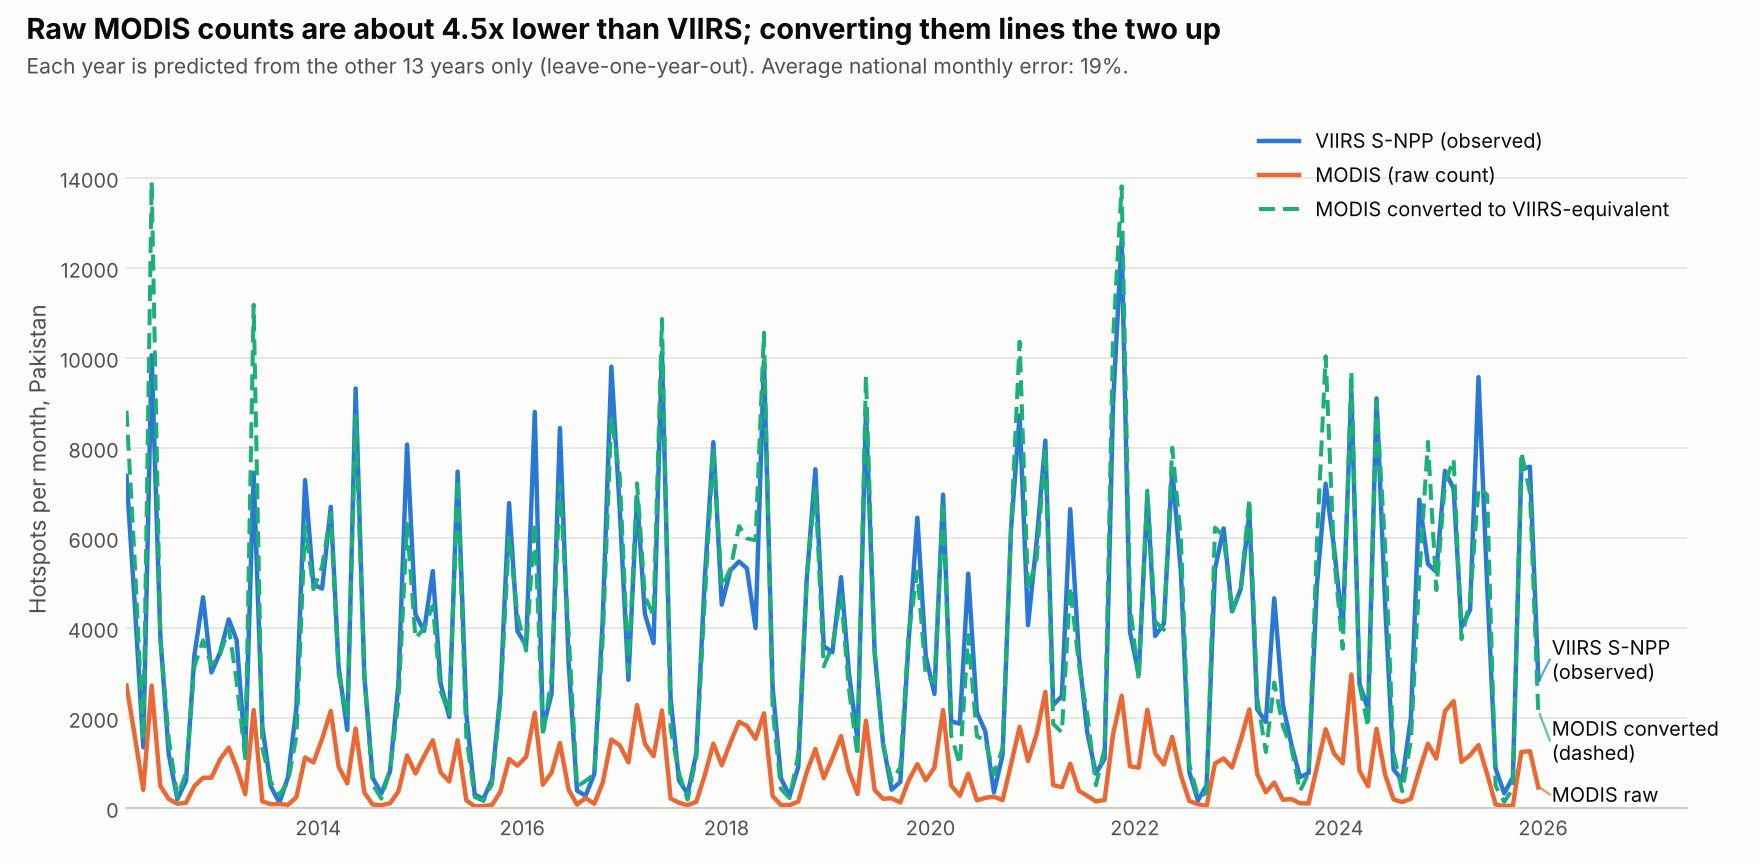 Raw MODIS counts are about 4.5x lower than VIIRS; converting them lines the two up
Each year is predicted from the other 13 years only (leave-one-year-out). Average national monthly error: 19%.
VIIRS S-NPP (observed)
MODIS (raw count)
MODIS converted to VIIRS-equivalent
Hotspots per month, Pakistan
14000
12000
10000
8000
6000
4000
2000
0
VIIRS S-NPP
(observed)
MODIS converted
(dashed)
MODIS raw
2014
2016
2018
2020
2022
2024
2026